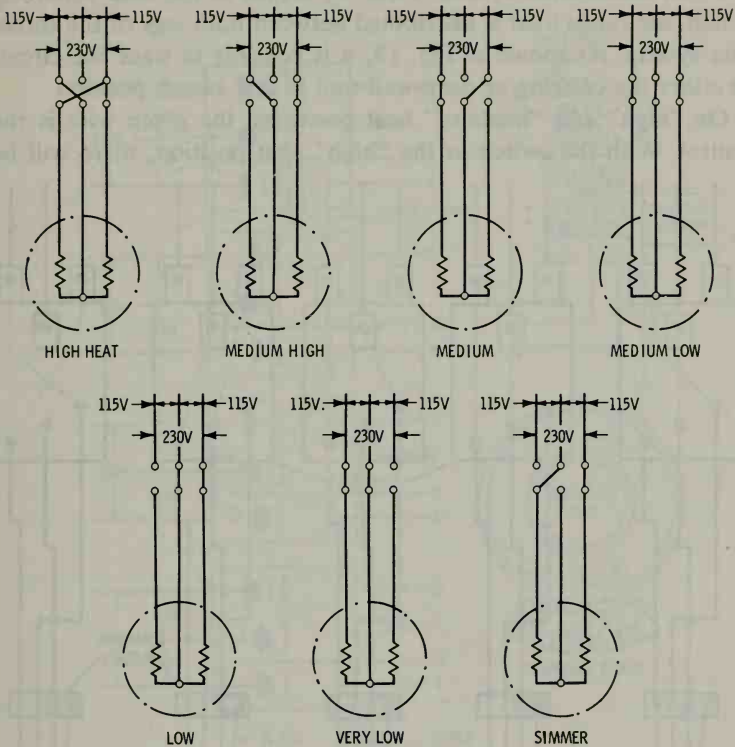 115V 115V 115V 115V 115V 115V 115V 115V
230V 230V 230V 230V
HIGH HEAT MEDIUM HIGH MEDIUM MEDIUM LOW
115V 115V 115V. 115V 115V 115V
230V 230V 230V
LOW VERY LOW SIMMER